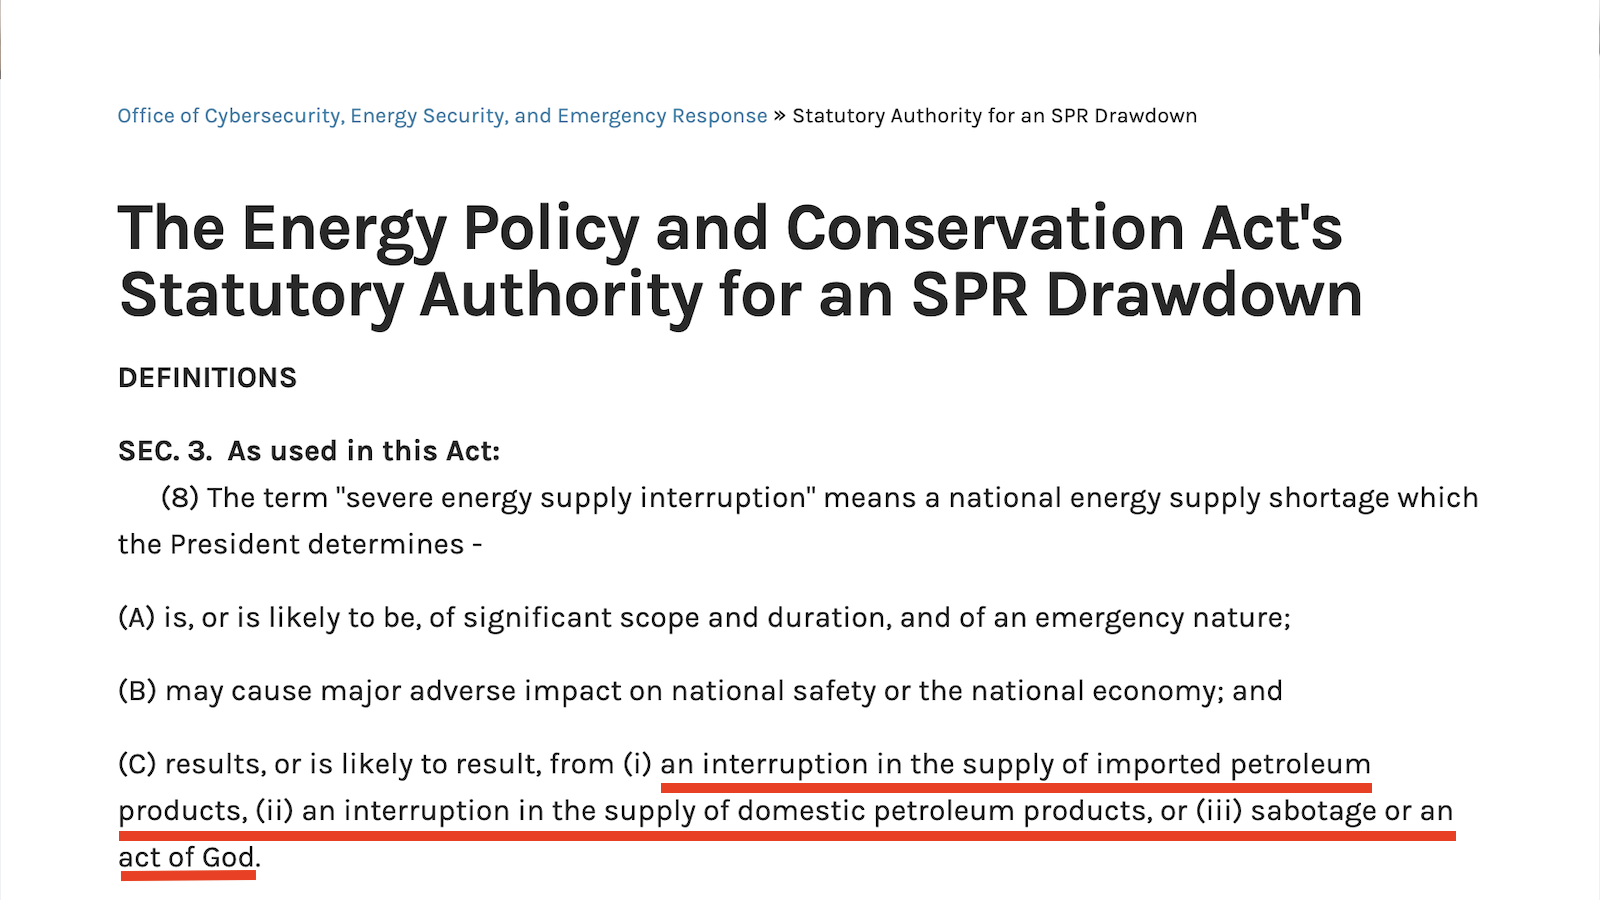 Office of Cybersecurity, Energy Security, and Emergency Response » Statutory Authority for an SPR Drawdown
The Energy Policy and Conservation Act's
Statutory Authority for an SPR Drawdown
DEFINITIONS
SEC. 3.  As used in this Act:
(8) The term "severe energy supply interruption" means a national energy supply shortage which
the President determines -
(A) is, or is likely to be, of significant scope and duration, and of an emergency nature;
(B) may cause major adverse impact on national safety or the national economy; and
(C) results, or is likely to result, from (i) an interruption in the supply of imported petroleum
products, (ii) an interruption in the supply of domestic petroleum products, or (iii) sabotage or an
act of God.